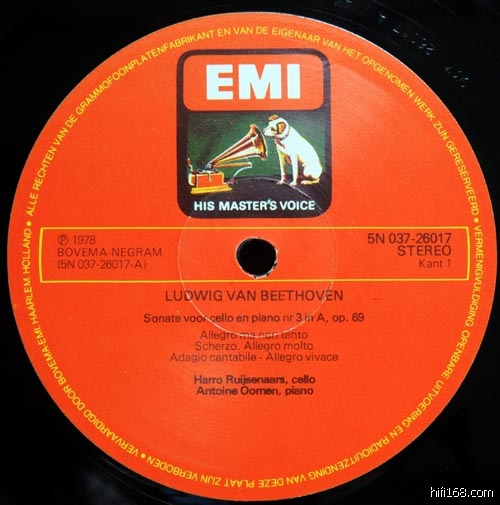 EMI
HIS MASTER'S VOICE
ALLE RECHTEN VAN DE GRAMMOFOONPLATENFABRIKANT EN VAN DE EIGENAAR VAN HET OPGENOMEN WERK ZIJN GERESERVEERD • VERMENIGVULDIGING OPENBARE UITVOERING EN RADIOUITZENDING VAN DEZE PLAAT ZIJN VERBODEN • VERVAARDIGD DOOR BOVEMA EMI HAARLEM HOLLAND •
℗ 1978
BOVEMA-NEGRAM
(5N 037-26017-A)
5N 037-26017
STEREO
Kant 1
LUDWIG VAN BEETHOVEN
Sonate voor cello en piano nr 3 in A, op. 69
Allegro ma non tanto
Scherzo. Allegro molto
Adagio cantabile - Allegro vivace
Harro Ruijsenaars, cello
Antoine Oomen, piano
hifi168.com